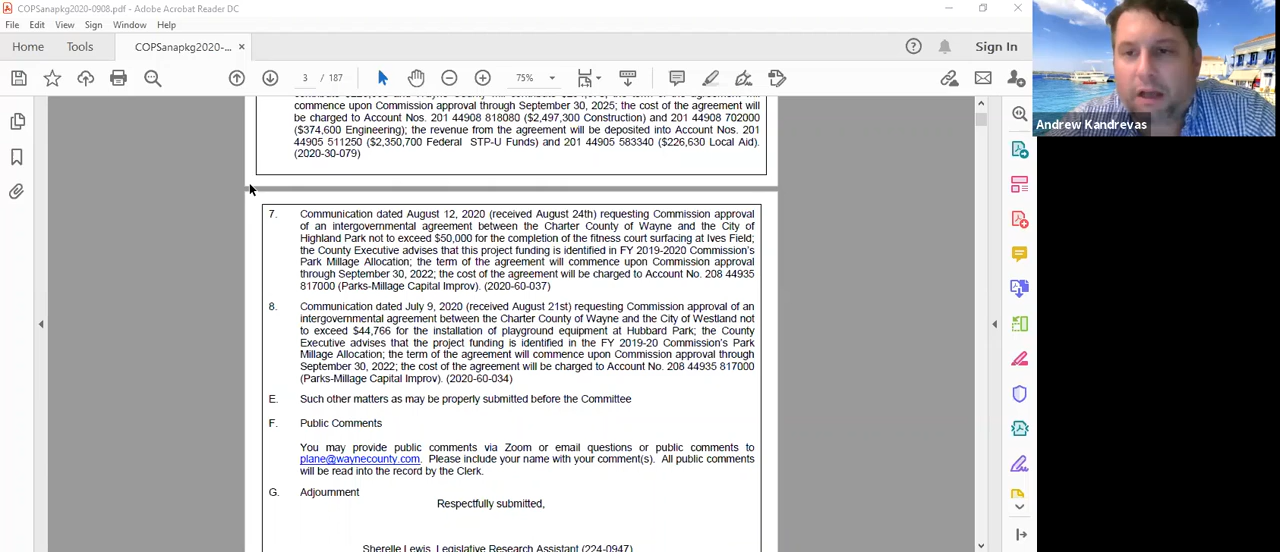 COPSanapkg2020-0908.pdf - Adobe Acrobat Reader DC
File Edit View Sign Window Help
Home Tools COPSanapkg2020-... × Sign In
3 / 187 75%
commence upon Commission approval through September 30, 2025; the cost of the agreement will
be charged to Account Nos. 201 44908 818080 ($2,497,300 Construction) and 201 44908 702000
($374,600 Engineering); the revenue from the agreement will be deposited into Account Nos. 201
44905 511250 ($2,350,700 Federal STP-U Funds) and 201 44905 583340 ($226,630 Local Aid).
(2020-30-079)
7. Communication dated August 12, 2020 (received August 24th) requesting Commission approval
of an intergovernmental agreement between the Charter County of Wayne and the City of
Highland Park not to exceed $50,000 for the completion of the fitness court surfacing at Ives Field;
the County Executive advises that this project funding is identified in FY 2019-2020 Commission's
Park Millage Allocation; the term of the agreement will commence upon Commission approval
through September 30, 2022; the cost of the agreement will be charged to Account No. 208 44935
817000 (Parks-Millage Capital Improv). (2020-60-037)
8. Communication dated July 9, 2020 (received August 21st) requesting Commission approval of an
intergovernmental agreement between the Charter County of Wayne and the City of Westland not
to exceed $44,766 for the installation of playground equipment at Hubbard Park; the County
Executive advises that the project funding is identified in the FY 2019-20 Commission's Park
Millage Allocation; the term of the agreement will commence upon Commission approval through
September 30, 2022; the cost of the agreement will be charged to Account No. 208 44935 817000
(Parks-Millage Capital Improv). (2020-60-034)
E. Such other matters as may be properly submitted before the Committee
F. Public Comments
You may provide public comments via Zoom or email questions or public comments to
plane@waynecounty.com. Please include your name with your comment(s). All public comments
will be read into the record by the Clerk.
G. Adjournment
Respectfully submitted,
Sherelle Lewis, Legislative Research Assistant (224-0947)
Andrew Kandrevas